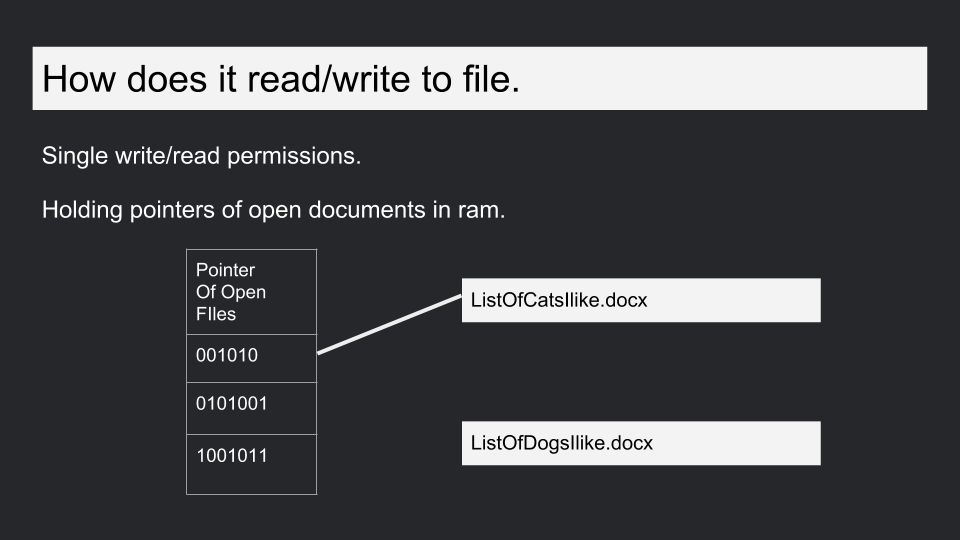 How does it read/write to file.
Single write/read permissions.
Holding pointers of open documents in ram.
Pointer
Of Open
FIles
001010
0101001
1001011
ListOfCatsIlike.docx
ListOfDogsIlike.docx